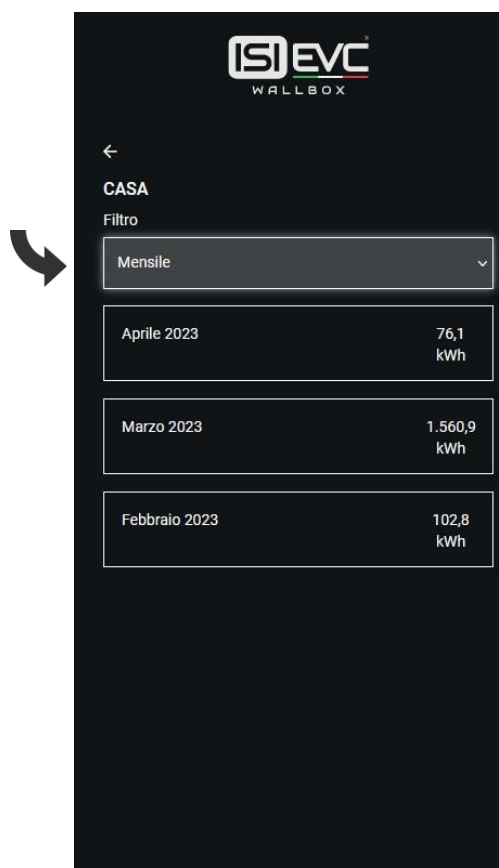 ISI EVC®
WALLBOX
CASA
Filtro
Mensile
Aprile 2023
76,1
kWh
Marzo 2023
1.560,9
kWh
Febbraio 2023
102,8
kWh